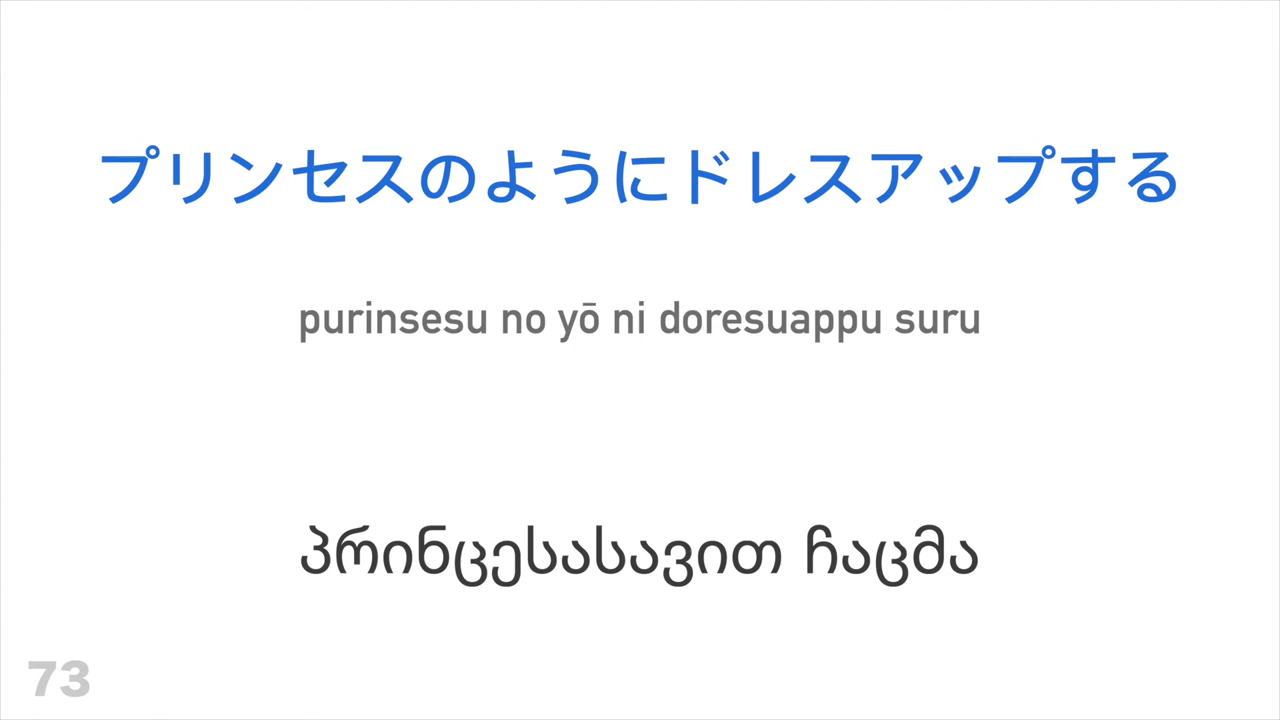 プリンセスのようにドレスアップする
purinsesu no yō ni doresuappu suru
პრინცესასავით ჩაცმა
73